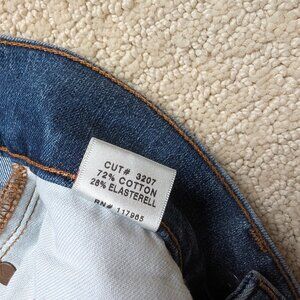 CUT# 3207
72% COTTON
28% ELASTERELL
RN# 117965